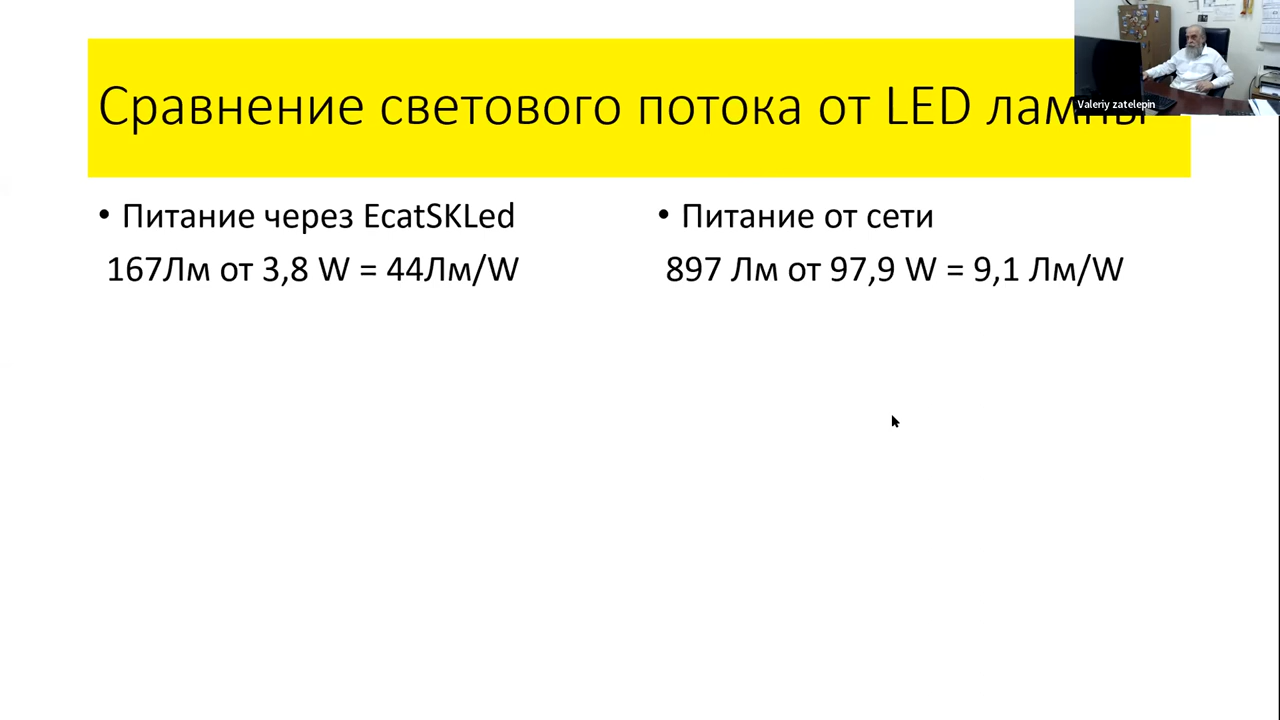 Сравнение светового потока от LED лампы
Valeriy zatelepin
• Питание через EcatSKLed
167Лм от 3,8 W = 44Лм/W
• Питание от сети
897 Лм от 97,9 W = 9,1 Лм/W